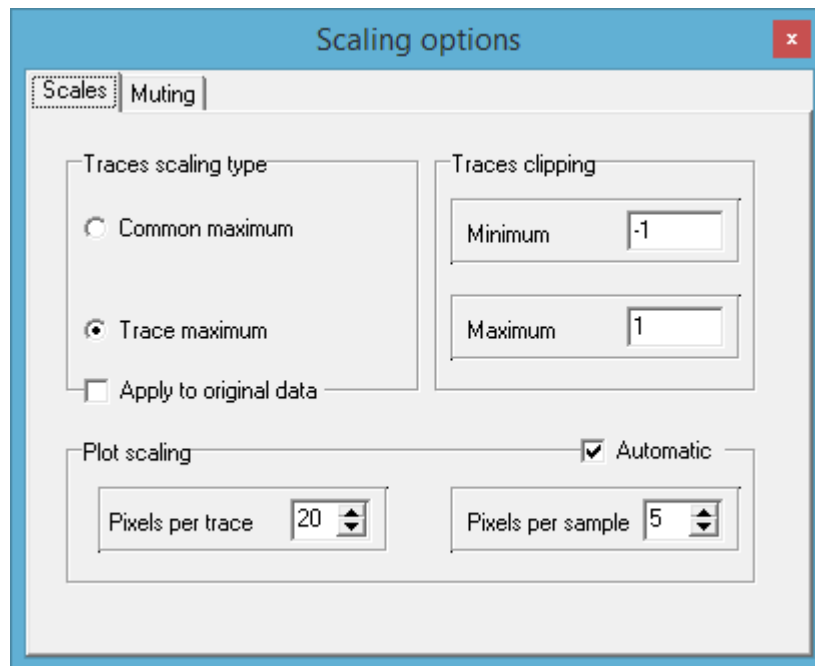 Scaling options
x
Scales
Muting
Traces scaling type
Common maximum
Trace maximum
Apply to original data
Traces clipping
Minimum
-1
Maximum
1
Plot scaling
Automatic
Pixels per trace
20
Pixels per sample
5